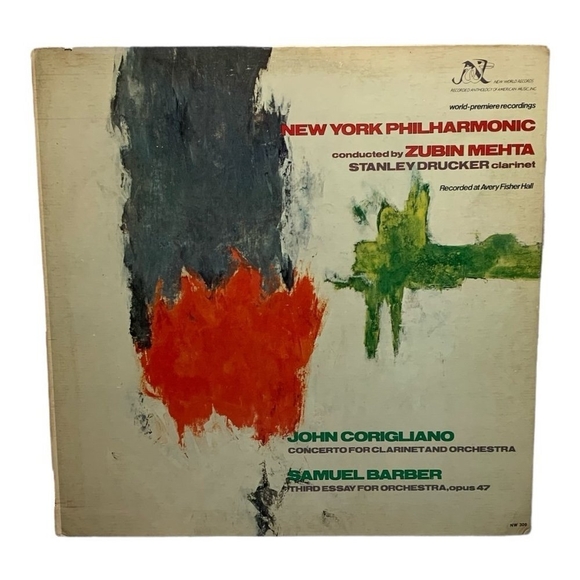 NEW WORLD RECORDS
RECORDED ANTHOLOGY OF AMERICAN MUSIC, INC.
world-premiere recordings
NEW YORK PHILHARMONIC
conducted by ZUBIN MEHTA
STANLEY DRUCKER clarinet
Recorded at Avery Fisher Hall
JOHN CORIGLIANO
CONCERTO FOR CLARINET AND ORCHESTRA
SAMUEL BARBER
THIRD ESSAY FOR ORCHESTRA, opus 47